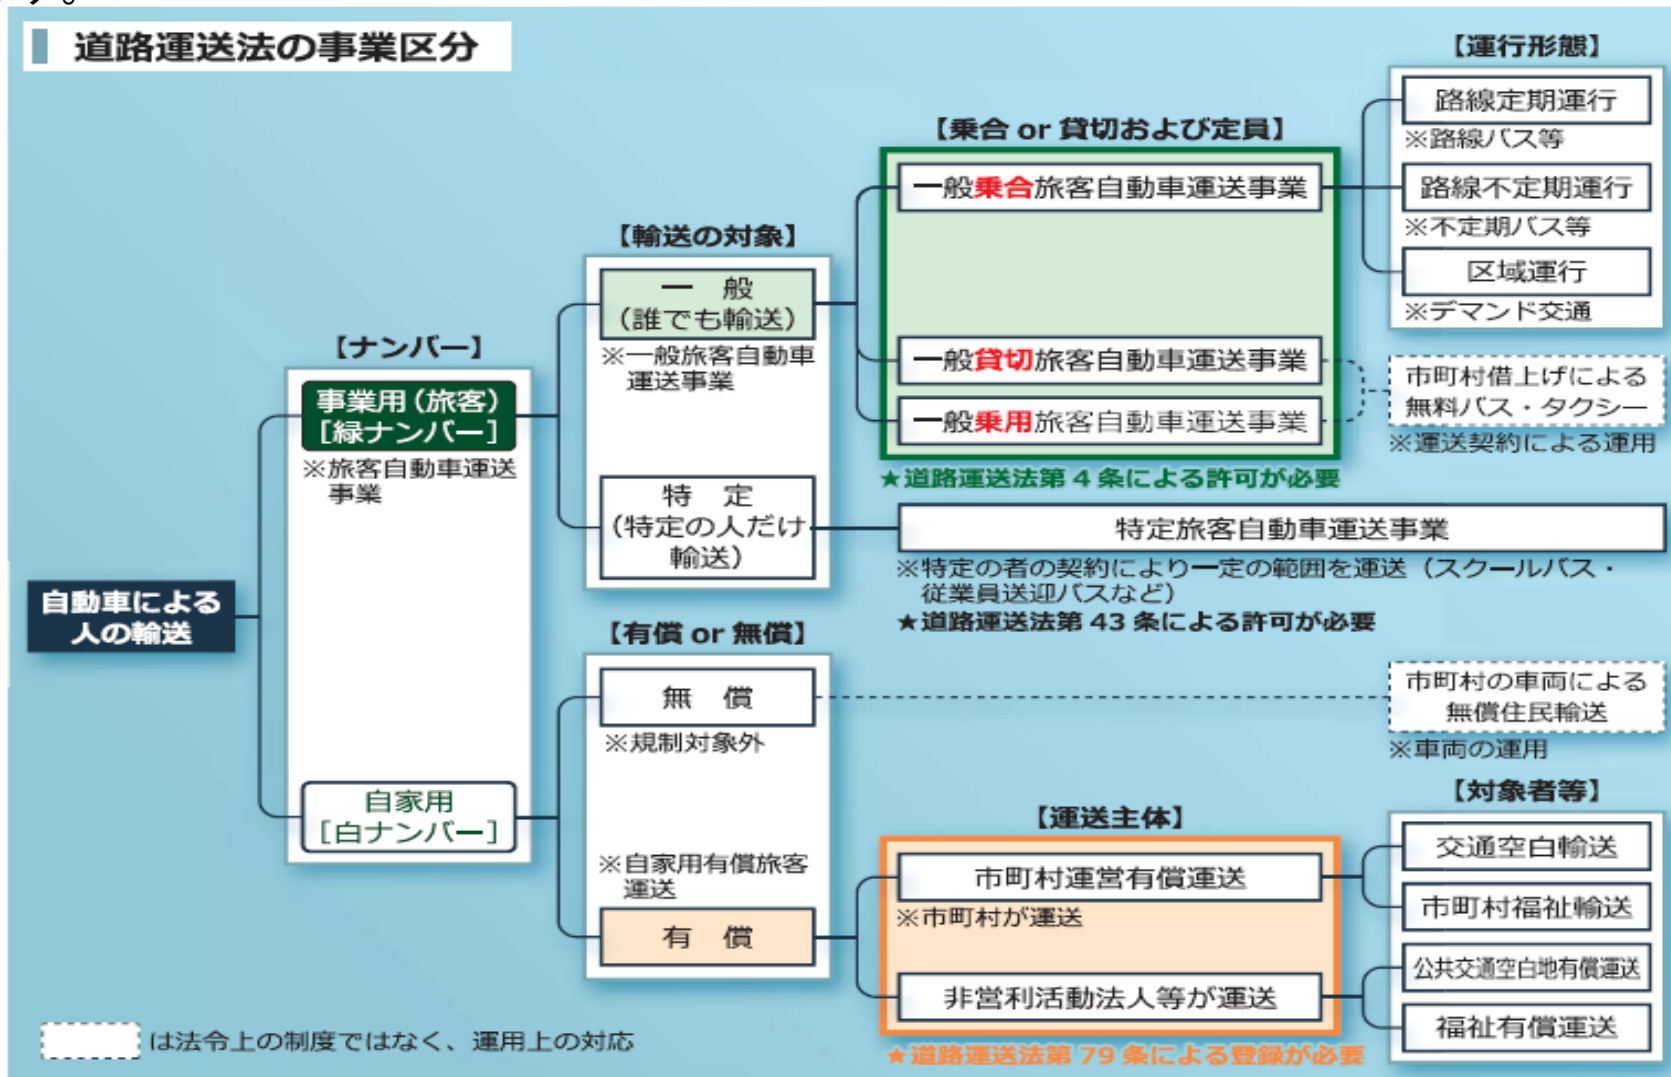 す。
道路運送法の事業区分
【運行形態】
路線定期運行
※路線バス等
路線不定期運行
※不定期バス等
区域運行
※デマンド交通
【乗合 or 貸切および定員】
一般乗合旅客自動車運送事業
一般貸切旅客自動車運送事業
一般乗用旅客自動車運送事業
★道路運送法第 4 条による許可が必要
市町村借上げによる
無料バス・タクシー
※運送契約による運用
【輸送の対象】
一 般
(誰でも輸送)
※一般旅客自動車
運送事業
特 定
(特定の人だけ
輸送)
特定旅客自動車運送事業
※特定の者の契約により一定の範囲を運送（スクールバス・
従業員送迎バスなど）
★道路運送法第 43 条による許可が必要
【ナンバー】
事業用(旅客)
[緑ナンバー]
※旅客自動車運送
事業
自動車による
人の輸送
自家用
[白ナンバー]
【有償 or 無償】
無 償
※規制対象外
※自家用有償旅客
運送
有 償
市町村の車両による
無償住民輸送
※車両の運用
【運送主体】
市町村運営有償運送
※市町村が運送
非営利活動法人等が運送
★道路運送法第 79 条による登録が必要
【対象者等】
交通空白輸送
市町村福祉輸送
公共交通空白地有償運送
福祉有償運送
は法令上の制度ではなく、運用上の対応